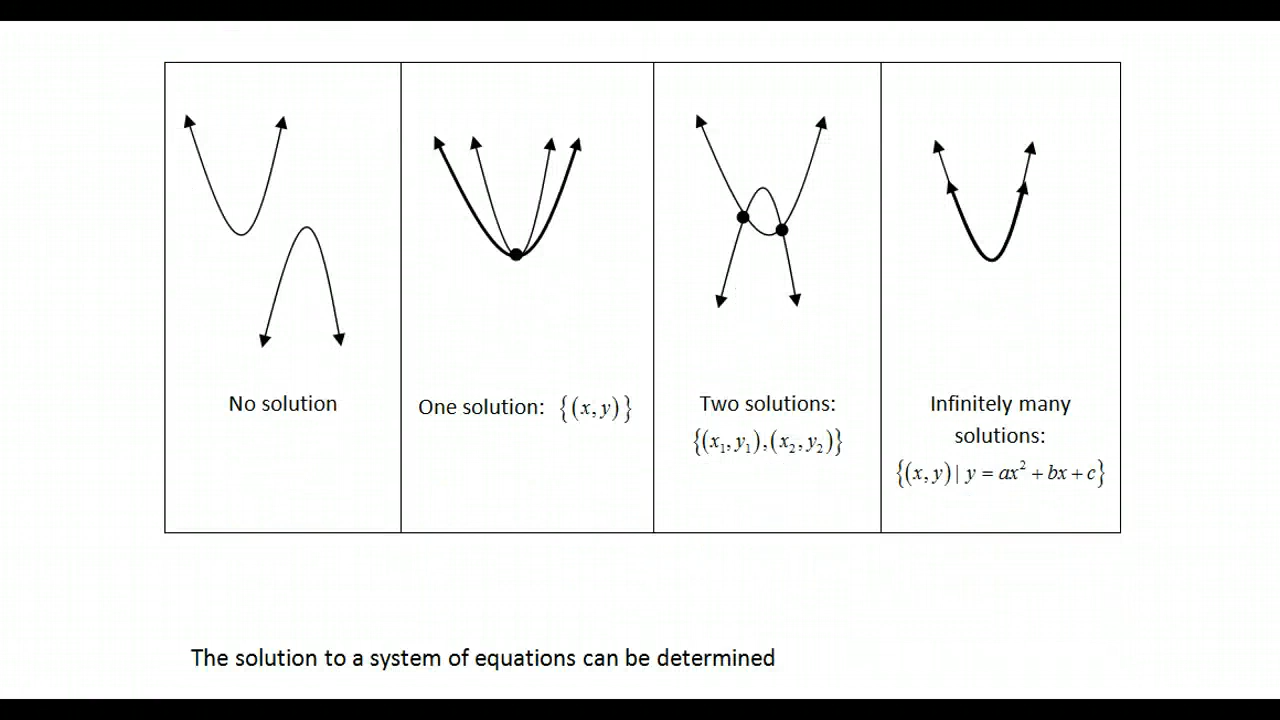 No solution
One solution: {(x, y)}
Two solutions:
{(x₁, y₁), (x₂, y₂)}
Infinitely many
solutions:
{(x, y) | y = ax² + bx + c}
The solution to a system of equations can be determined